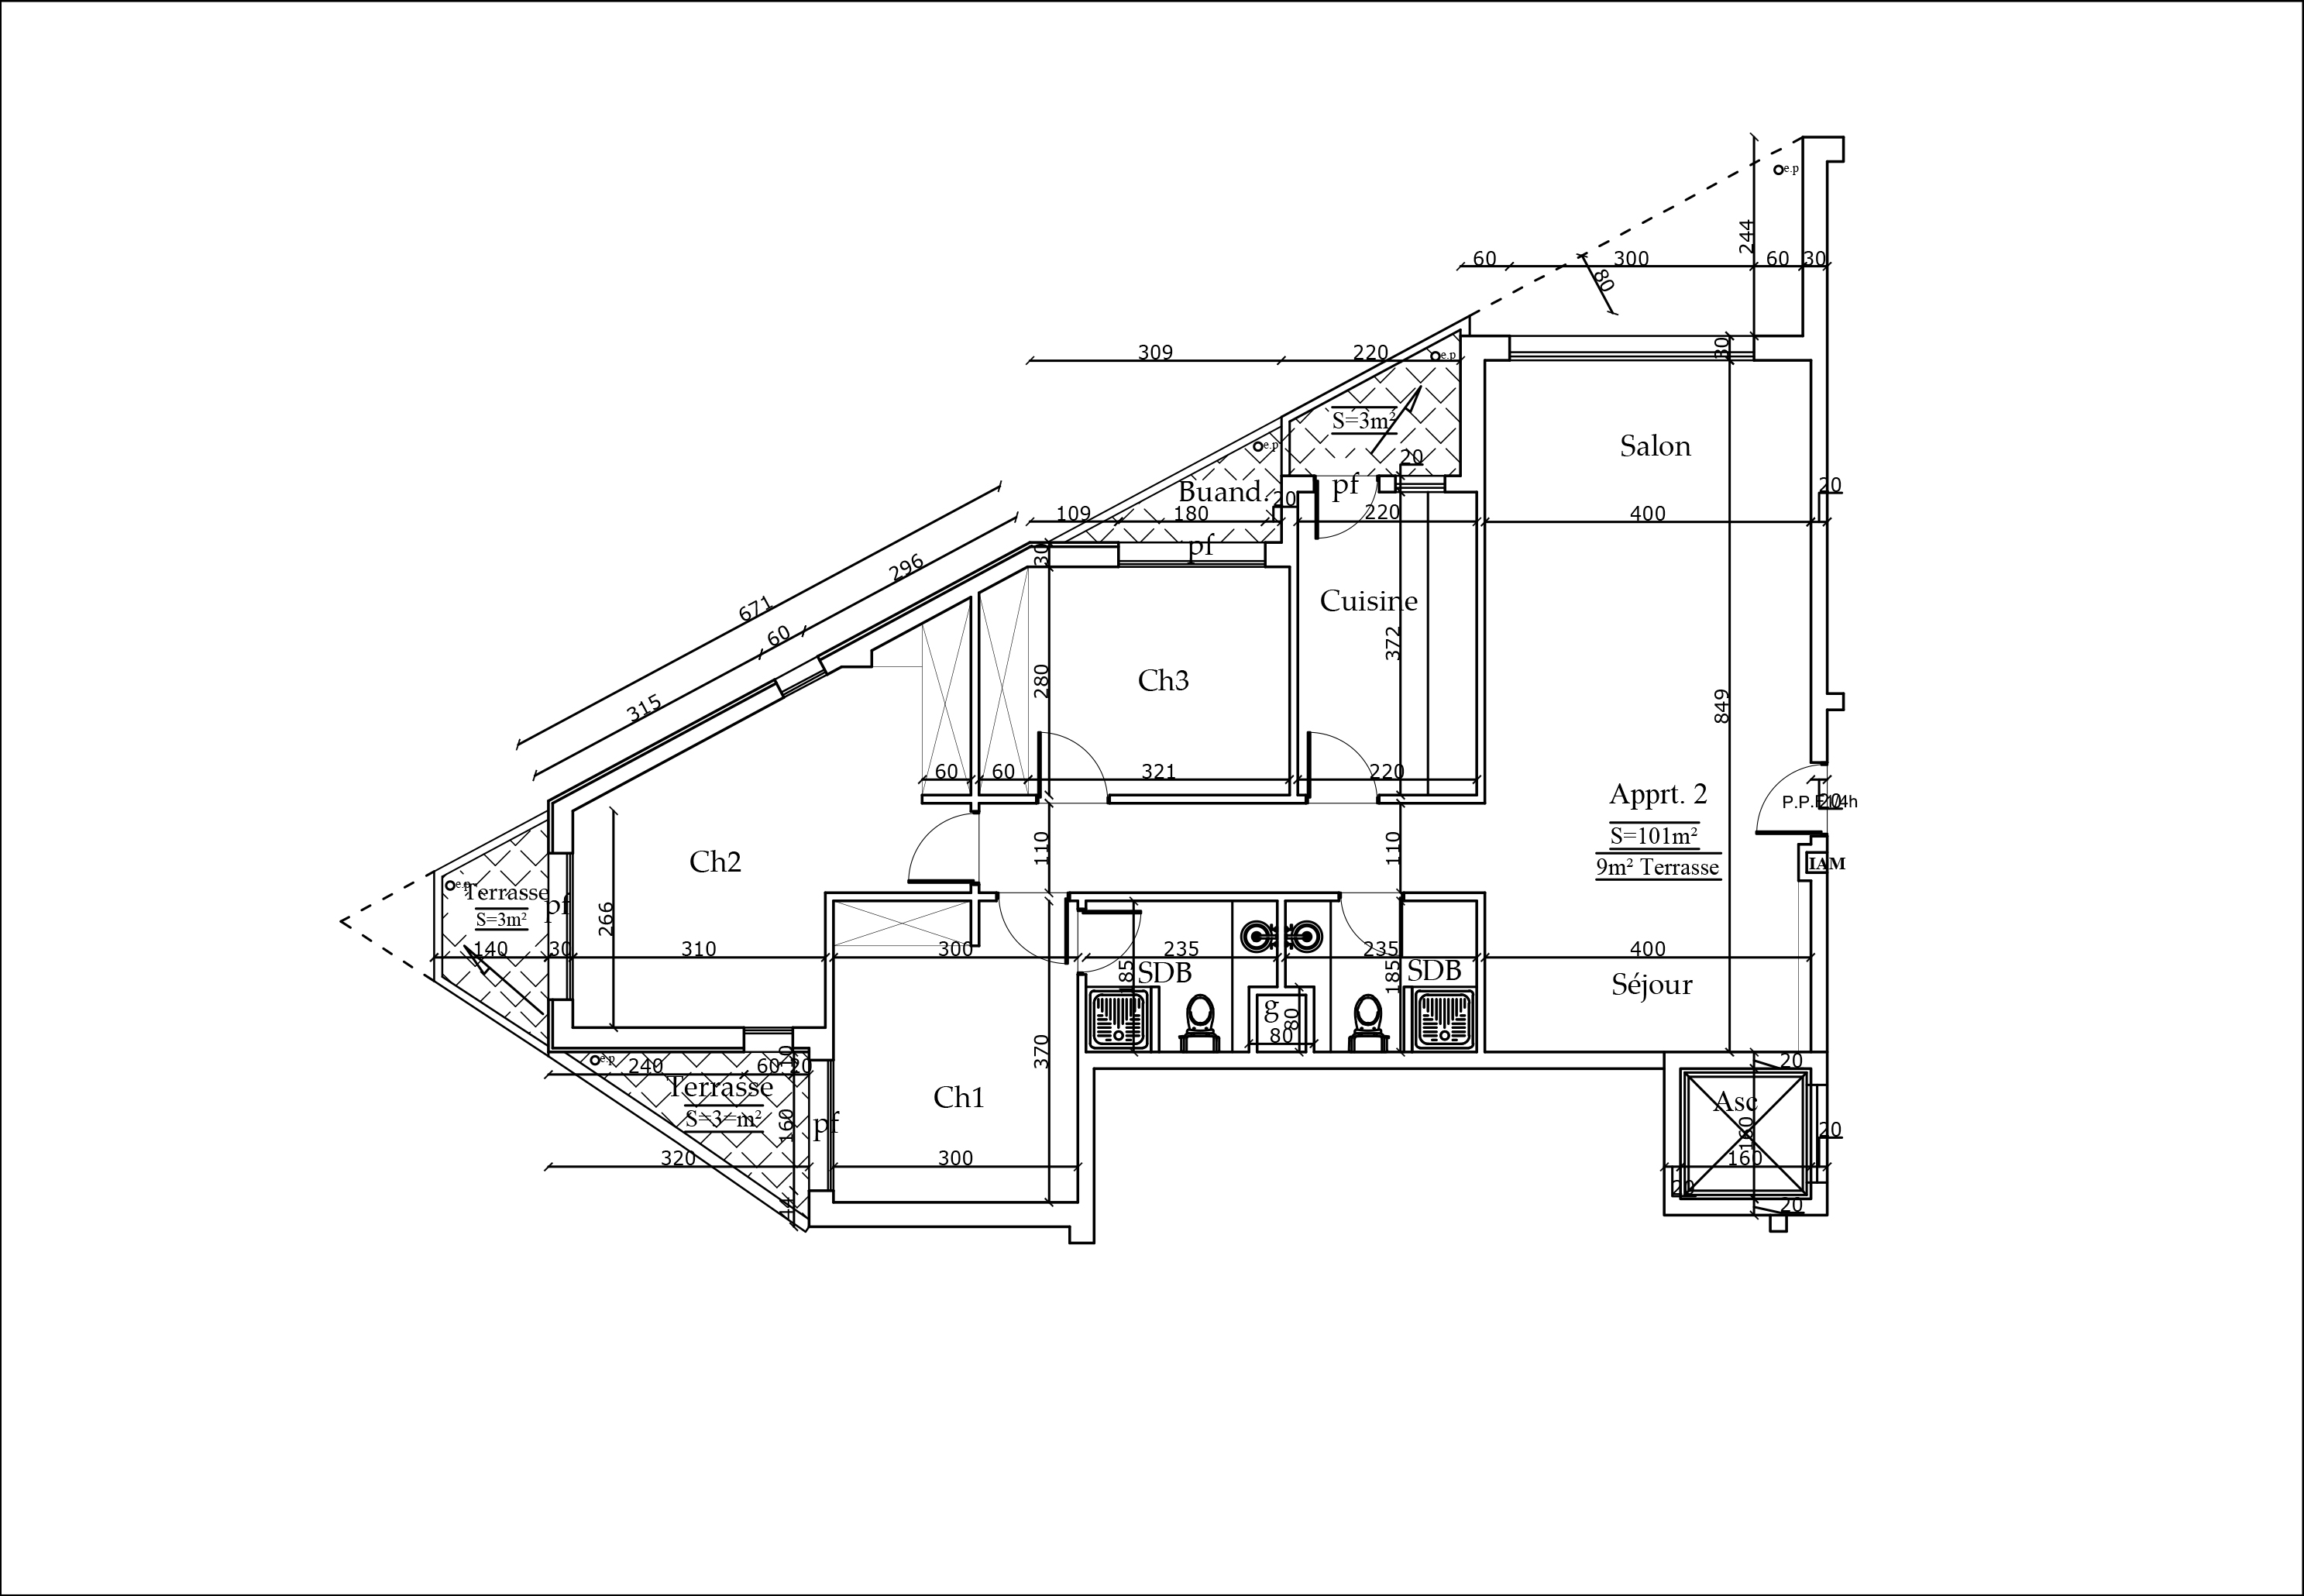 e.p
244
60
300
60
30
80
309
220
30
e.p
S=3m²
e.p
Salon
20
Buand.
20
pf
20
109
180
220
400
pf
30
296
671
60
315
Cuisine
372
280
Ch3
849
60
60
321
220
Apprt. 2
P.P.F1/4h
20
S=101m²
9m² Terrasse
IAM
110
110
Ch2
e.p
Terrasse
S=3m²
pf
266
140
30
310
300
235
235
400
185
SDB
185
SDB
Séjour
g
80
80
10
e.p
240
60
20
370
20
Terrasse
S=3=m²
160
pf
Ch1
Asc
180
20
320
300
160
20
44
20